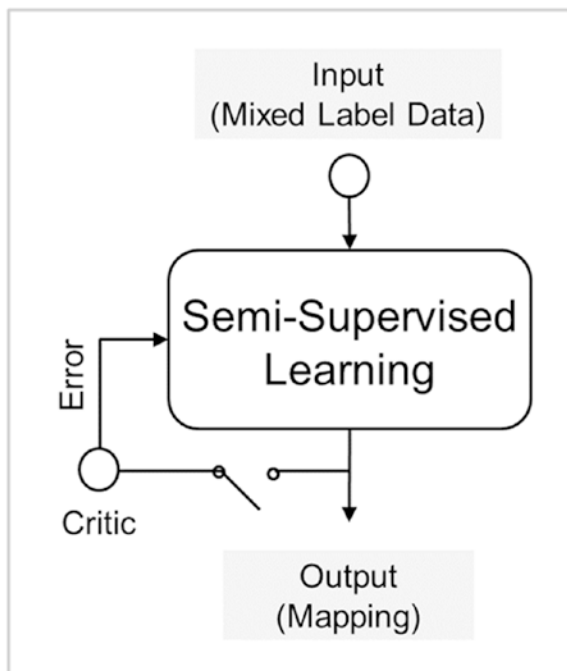 Input
(Mixed Label Data)
Semi-Supervised
Learning
Error
Critic
Output
(Mapping)